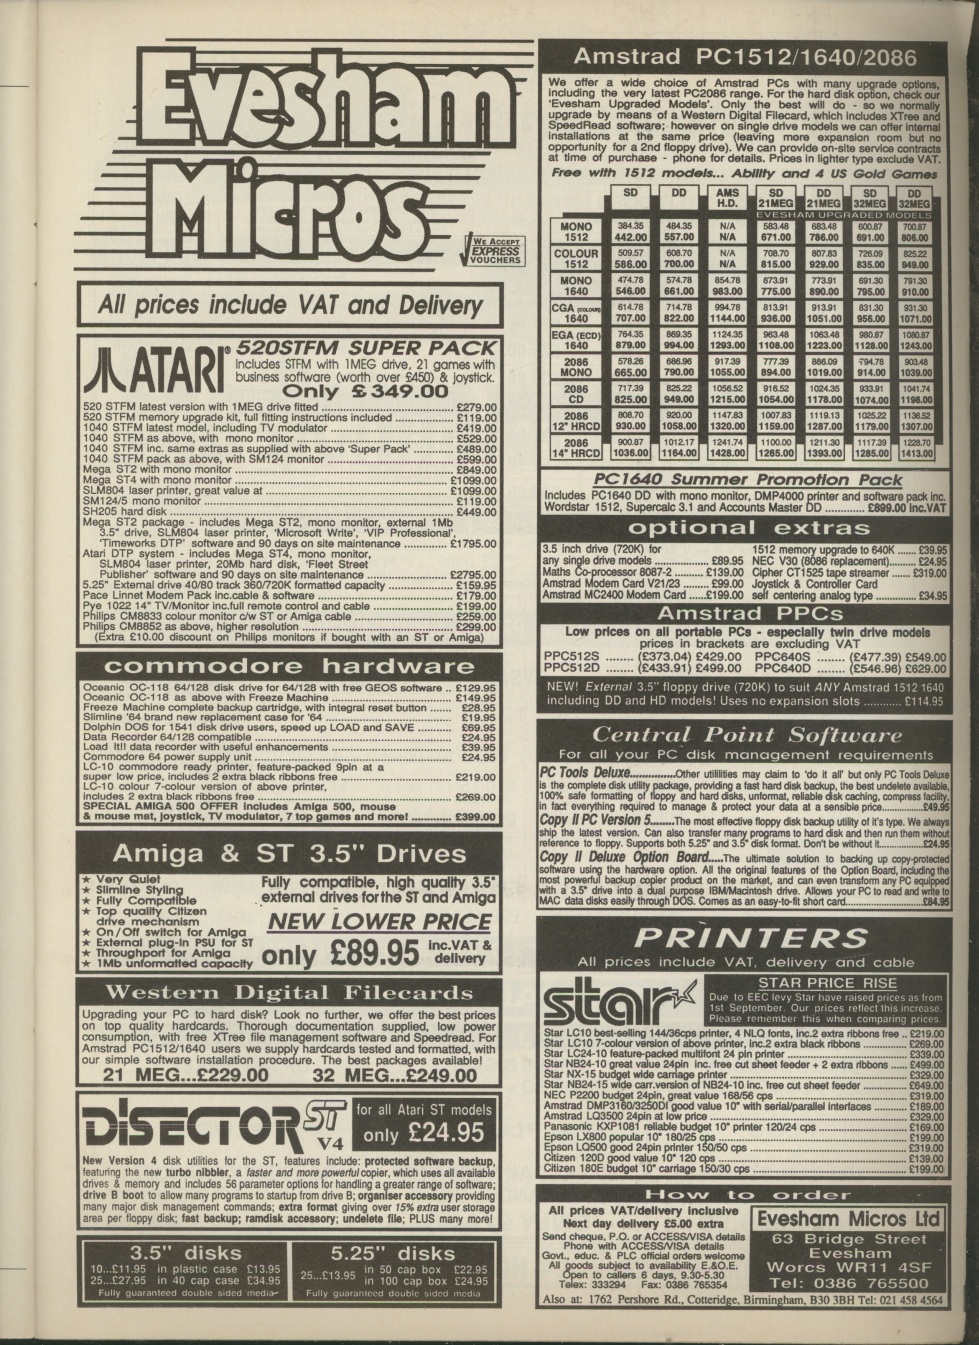 Evesham
Micros
WE ACCEPT
EXPRESS
VOUCHERS
All prices include VAT and Delivery
ATARI® 520STFM SUPER PACK
Includes STFM with 1MEG drive, 21 games with
business software (worth over £450) & joystick.
Only £349.00
520 STFM latest version with 1MEG drive fitted ........ £279.00
520 STFM memory upgrade kit, full fitting instructions included ........ £119.00
1040 STFM latest model, including TV modulator ........ £419.00
1040 STFM as above, with mono monitor ........ £529.00
1040 STFM inc. same extras as supplied with above 'Super Pack' ........ £489.00
1040 STFM pack as above, with SM124 monitor ........ £599.00
Mega ST2 with mono monitor ........ £849.00
Mega ST4 with mono monitor ........ £1099.00
SLM804 laser printer, great value at ........ £1099.00
SM124/5 mono monitor ........ £119.00
SH205 hard disk ........ £449.00
Mega ST2 package - includes Mega ST2, mono monitor, external 1Mb
3.5" drive, SLM804 laser printer, 'Microsoft Write', 'VIP Professional',
'Timeworks DTP' software and 90 days on site maintenance ........ £1795.00
Atari DTP system - includes Mega ST4, mono monitor,
SLM804 laser printer, 20Mb hard disk, 'Fleet Street
Publisher' software and 90 days on site maintenance ........ £2795.00
5.25" External drive 40/80 track 360/720K formatted capacity ........ £159.95
Pace Linnet Modem Pack inc.cable & software ........ £179.00
Pye 1022 14" TV/Monitor inc.full remote control and cable ........ £199.00
Philips CM8833 colour monitor c/w ST or Amiga cable ........ £259.00
Philips CM8852 as above, higher resolution ........ £299.00
(Extra £10.00 discount on Philips monitors if bought with an ST or Amiga)
commodore hardware
Oceanic OC-118 64/128 disk drive for 64/128 with free GEOS software .. £129.95
Oceanic OC-118 as above with Freeze Machine ........ £149.95
Freeze Machine complete backup cartridge, with integral reset button ...... £28.95
Slimline '64 brand new replacement case for '64 ........ £19.95
Dolphin DOS for 1541 disk drive users, speed up LOAD and SAVE ........ £69.95
Data Recorder 64/128 compatible ........ £24.95
Load It!! data recorder with useful enhancements ........ £39.95
Commodore 64 power supply unit ........ £24.95
LC-10 commodore ready printer, feature-packed 9pin at a
super low price, includes 2 extra black ribbons free ........ £219.00
LC-10 colour 7-colour version of above printer,
includes 2 extra black ribbons free ........ £269.00
SPECIAL AMIGA 500 OFFER Includes Amiga 500, mouse
& mouse mat, joystick, TV modulator, 7 top games and more! ........ £399.00
Amiga & ST 3.5" Drives
★ Very Quiet
★ Slimline Styling
★ Fully Compatible
★ Top quality Citizen
drive mechanism
★ On/Off switch for Amiga
★ External plug-in PSU for ST
★ Throughport for Amiga
★ 1Mb unformatted capacity
Fully compatible, high quality 3.5"
external drives for the ST and Amiga
NEW LOWER PRICE
only £89.95 inc.VAT & delivery
Western Digital Filecards
Upgrading your PC to hard disk? Look no further, we offer the best prices
on top quality hardcards. Thorough documentation supplied, low power
consumption, with free XTree file management software and Speedread. For
Amstrad PC1512/1640 users we supply hardcards tested and formatted, with
our simple software installation procedure. The best packages available!
21 MEG...£229.00 32 MEG...£249.00
DISECTOR ST V4
for all Atari ST models
only £24.95
New Version 4 disk utilities for the ST, features include: protected software backup,
featuring the new turbo nibbler, a faster and more powerful copier, which uses all available
drives & memory and includes 56 parameter options for handling a greater range of software;
drive B boot to allow many programs to startup from drive B; organiser accessory providing
many major disk management commands; extra format giving over 15% extra user storage
area per floppy disk; fast backup; ramdisk accessory; undelete file; PLUS many more!
3.5" disks
10...£11.95 in plastic case £13.95
25...£27.95 in 40 cap case £34.95
Fully guaranteed double sided media
5.25" disks
25...£13.95 in 50 cap box £22.95
in 100 cap box £24.95
Fully guaranteed double sided media
Amstrad PC1512/1640/2086
We offer a wide choice of Amstrad PCs with many upgrade options,
including the very latest PC2086 range. For the hard disk option, check our
'Evesham Upgraded Models'. Only the best will do - so we normally
upgrade by means of a Western Digital Filecard, which includes XTree and
SpeedRead software; however on single drive models we can offer internal
installations at the same price (leaving more expansion room but no
opportunity for a 2nd floppy drive). We can provide on-site service contracts
at time of purchase - phone for details. Prices in lighter type exclude VAT.
Free with 1512 models... Ability and 4 US Gold Games
SD DD AMS H.D. SD 21MEG DD 21MEG SD 32MEG DD 32MEG
EVESHAM UPGRADED MODELS
MONO 384.35 484.35 N/A 583.48 683.48 600.87 700.87
1512 442.00 557.00 N/A 671.00 786.00 691.00 806.00
COLOUR 509.57 608.70 N/A 708.70 807.83 726.09 825.22
1512 586.00 700.00 N/A 815.00 929.00 835.00 949.00
MONO 474.78 574.78 854.78 673.91 773.91 691.30 791.30
1640 546.00 661.00 983.00 775.00 890.00 795.00 910.00
CGA (COLOUR) 614.78 714.78 994.78 813.91 913.91 831.30 931.30
1640 707.00 822.00 1144.00 936.00 1051.00 956.00 1071.00
EGA (ECD) 764.35 869.35 1124.35 963.48 1063.48 980.87 1080.87
1640 879.00 994.00 1293.00 1108.00 1223.00 1128.00 1243.00
2086 578.26 686.96 917.39 777.39 886.09 794.78 903.48
MONO 665.00 790.00 1055.00 894.00 1019.00 914.00 1039.00
2086 717.39 825.22 1056.52 916.52 1024.35 933.91 1041.74
CD 825.00 949.00 1215.00 1054.00 1178.00 1074.00 1198.00
2086 808.70 920.00 1147.83 1007.83 1119.13 1025.22 1136.52
12" HRCD 930.00 1058.00 1320.00 1159.00 1287.00 1179.00 1307.00
2086 900.87 1012.17 1241.74 1100.00 1211.30 1117.39 1228.70
14" HRCD 1036.00 1164.00 1428.00 1265.00 1393.00 1285.00 1413.00
PC1640 Summer Promotion Pack
Includes PC1640 DD with mono monitor, DMP4000 printer and software pack inc.
Wordstar 1512, Supercalc 3.1 and Accounts Master DD ........ £899.00 inc.VAT
optional extras
3.5 inch drive (720K) for
any single drive models ........ £89.95
Maths Co-processor 8087-2 ........ £139.00
Amstrad Modem Card V21/23 ........ £99.00
Amstrad MC2400 Modem Card .....£199.00
1512 memory upgrade to 640K ...... £39.95
NEC V30 (8086 replacement)........ £24.95
Cipher CT1525 tape streamer ....... £319.00
Joystick & Controller Card
self centering analog type ........ £34.95
Amstrad PPCs
Low prices on all portable PCs - especially twin drive models
prices in brackets are excluding VAT
PPC512S ........ (£373.04) £429.00 PPC640S ....... (£477.39) £549.00
PPC512D ........ (£433.91) £499.00 PPC640D ....... (£546.96) £629.00
NEW! External 3.5" floppy drive (720K) to suit ANY Amstrad 1512 1640
including DD and HD models! Uses no expansion slots ........ £114.95
Central Point Software
For all your PC disk management requirements
PC Tools Deluxe...............Other utilities may claim to 'do it all' but only PC Tools Deluxe
is the complete disk utility package, providing a fast hard disk backup, the best undelete available,
100% safe formatting of floppy and hard disks, unformat, reliable disk caching, compress facility,
in fact everything required to manage & protect your data at a sensible price........£49.95
Copy II PC Version 5.......The most effective floppy disk backup utility of it's type. We always
ship the latest version. Can also transfer many programs to hard disk and then run them without
reference to floppy. Supports both 5.25" and 3.5" disk format. Don't be without it........£24.95
Copy II Deluxe Option Board.....The ultimate solution to backing up copy-protected
software using the hardware option. All the original features of the Option Board, including the
most powerful backup copier product on the market, and can even transform any PC equipped
with a 3.5" drive into a dual purpose IBM/Macintosh drive. Allows your PC to read and write to
MAC data disks easily through DOS. Comes as an easy-to-fit short card........£84.95
PRINTERS
All prices include VAT, delivery and cable
star
STAR PRICE RISE
Due to EEC levy Star have raised prices as from
1st September. Our prices reflect this increase.
Please remember this when comparing prices.
Star LC10 best-selling 144/36cps printer, 4 NLQ fonts, inc.2 extra ribbons free .. £219.00
Star LC10 7-colour version of above printer, inc.2 extra black ribbons ........ £269.00
Star LC24-10 feature-packed multifont 24 pin printer ........ £339.00
Star NB24-10 great value 24pin inc. free cut sheet feeder + 2 extra ribbons ..... £499.00
Star NX-15 budget wide carriage printer ........ £329.00
Star NB24-15 wide carr.version of NB24-10 inc. free cut sheet feeder ........ £649.00
NEC P2200 budget 24pin, great value 168/56 cps ........ £319.00
Amstrad DMP3160/3250DI good value 10" with serial/parallel interfaces ........ £189.00
Amstrad LQ3500 24pin at low price ........ £329.00
Panasonic KXP1081 reliable budget 10" printer 120/24 cps ........ £169.00
Epson LX800 popular 10" 180/25 cps ........ £199.00
Epson LQ500 24pin good value printer 150/50 cps ........ £319.00
Citizen 120D good value 10" 120 cps ........ £139.00
Citizen 180E budget 10" carriage 150/30 cps ........ £199.00
How to order
All prices VAT/delivery inclusive
Next day delivery £5.00 extra
Send cheque, P.O. or ACCESS/VISA details
Phone with ACCESS/VISA details
Govt., educ. & PLC official orders welcome
All goods subject to availability E.&O.E.
Open to callers 6 days, 9.30-5.30
Telex: 333294 Fax: 0386 765354
Evesham Micros Ltd
63 Bridge Street
Evesham
Worcs WR11 4SF
Tel: 0386 765500
Also at: 1762 Pershore Rd., Cotteridge, Birmingham, B30 3BH Tel: 021 458 4564